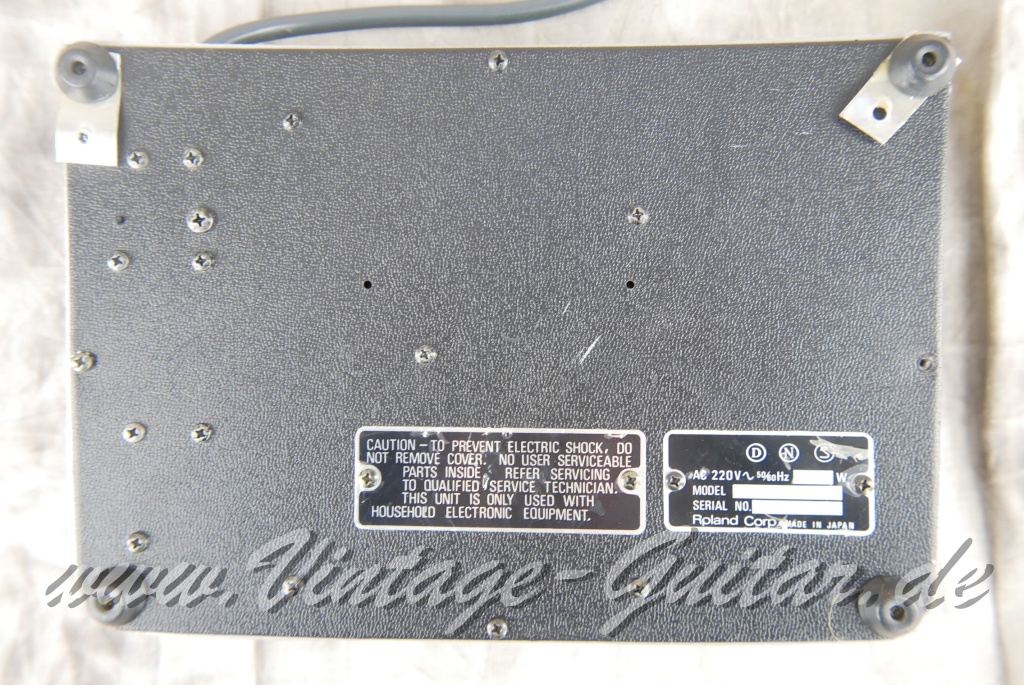 CAUTION – TO PREVENT ELECTRIC SHOCK, DO
NOT REMOVE COVER. NO USER SERVICEABLE
PARTS INSIDE. REFER SERVICING
TO QUALIFIED SERVICE TECHNICIAN.
THIS UNIT IS ONLY USED WITH
HOUSEHOLD ELECTRONIC EQUIPMENT.
D N S
AC 220V ~ 50/60Hz W
MODEL
SERIAL NO.
Roland Corp. MADE IN JAPAN
www.Vintage-Guitar.de